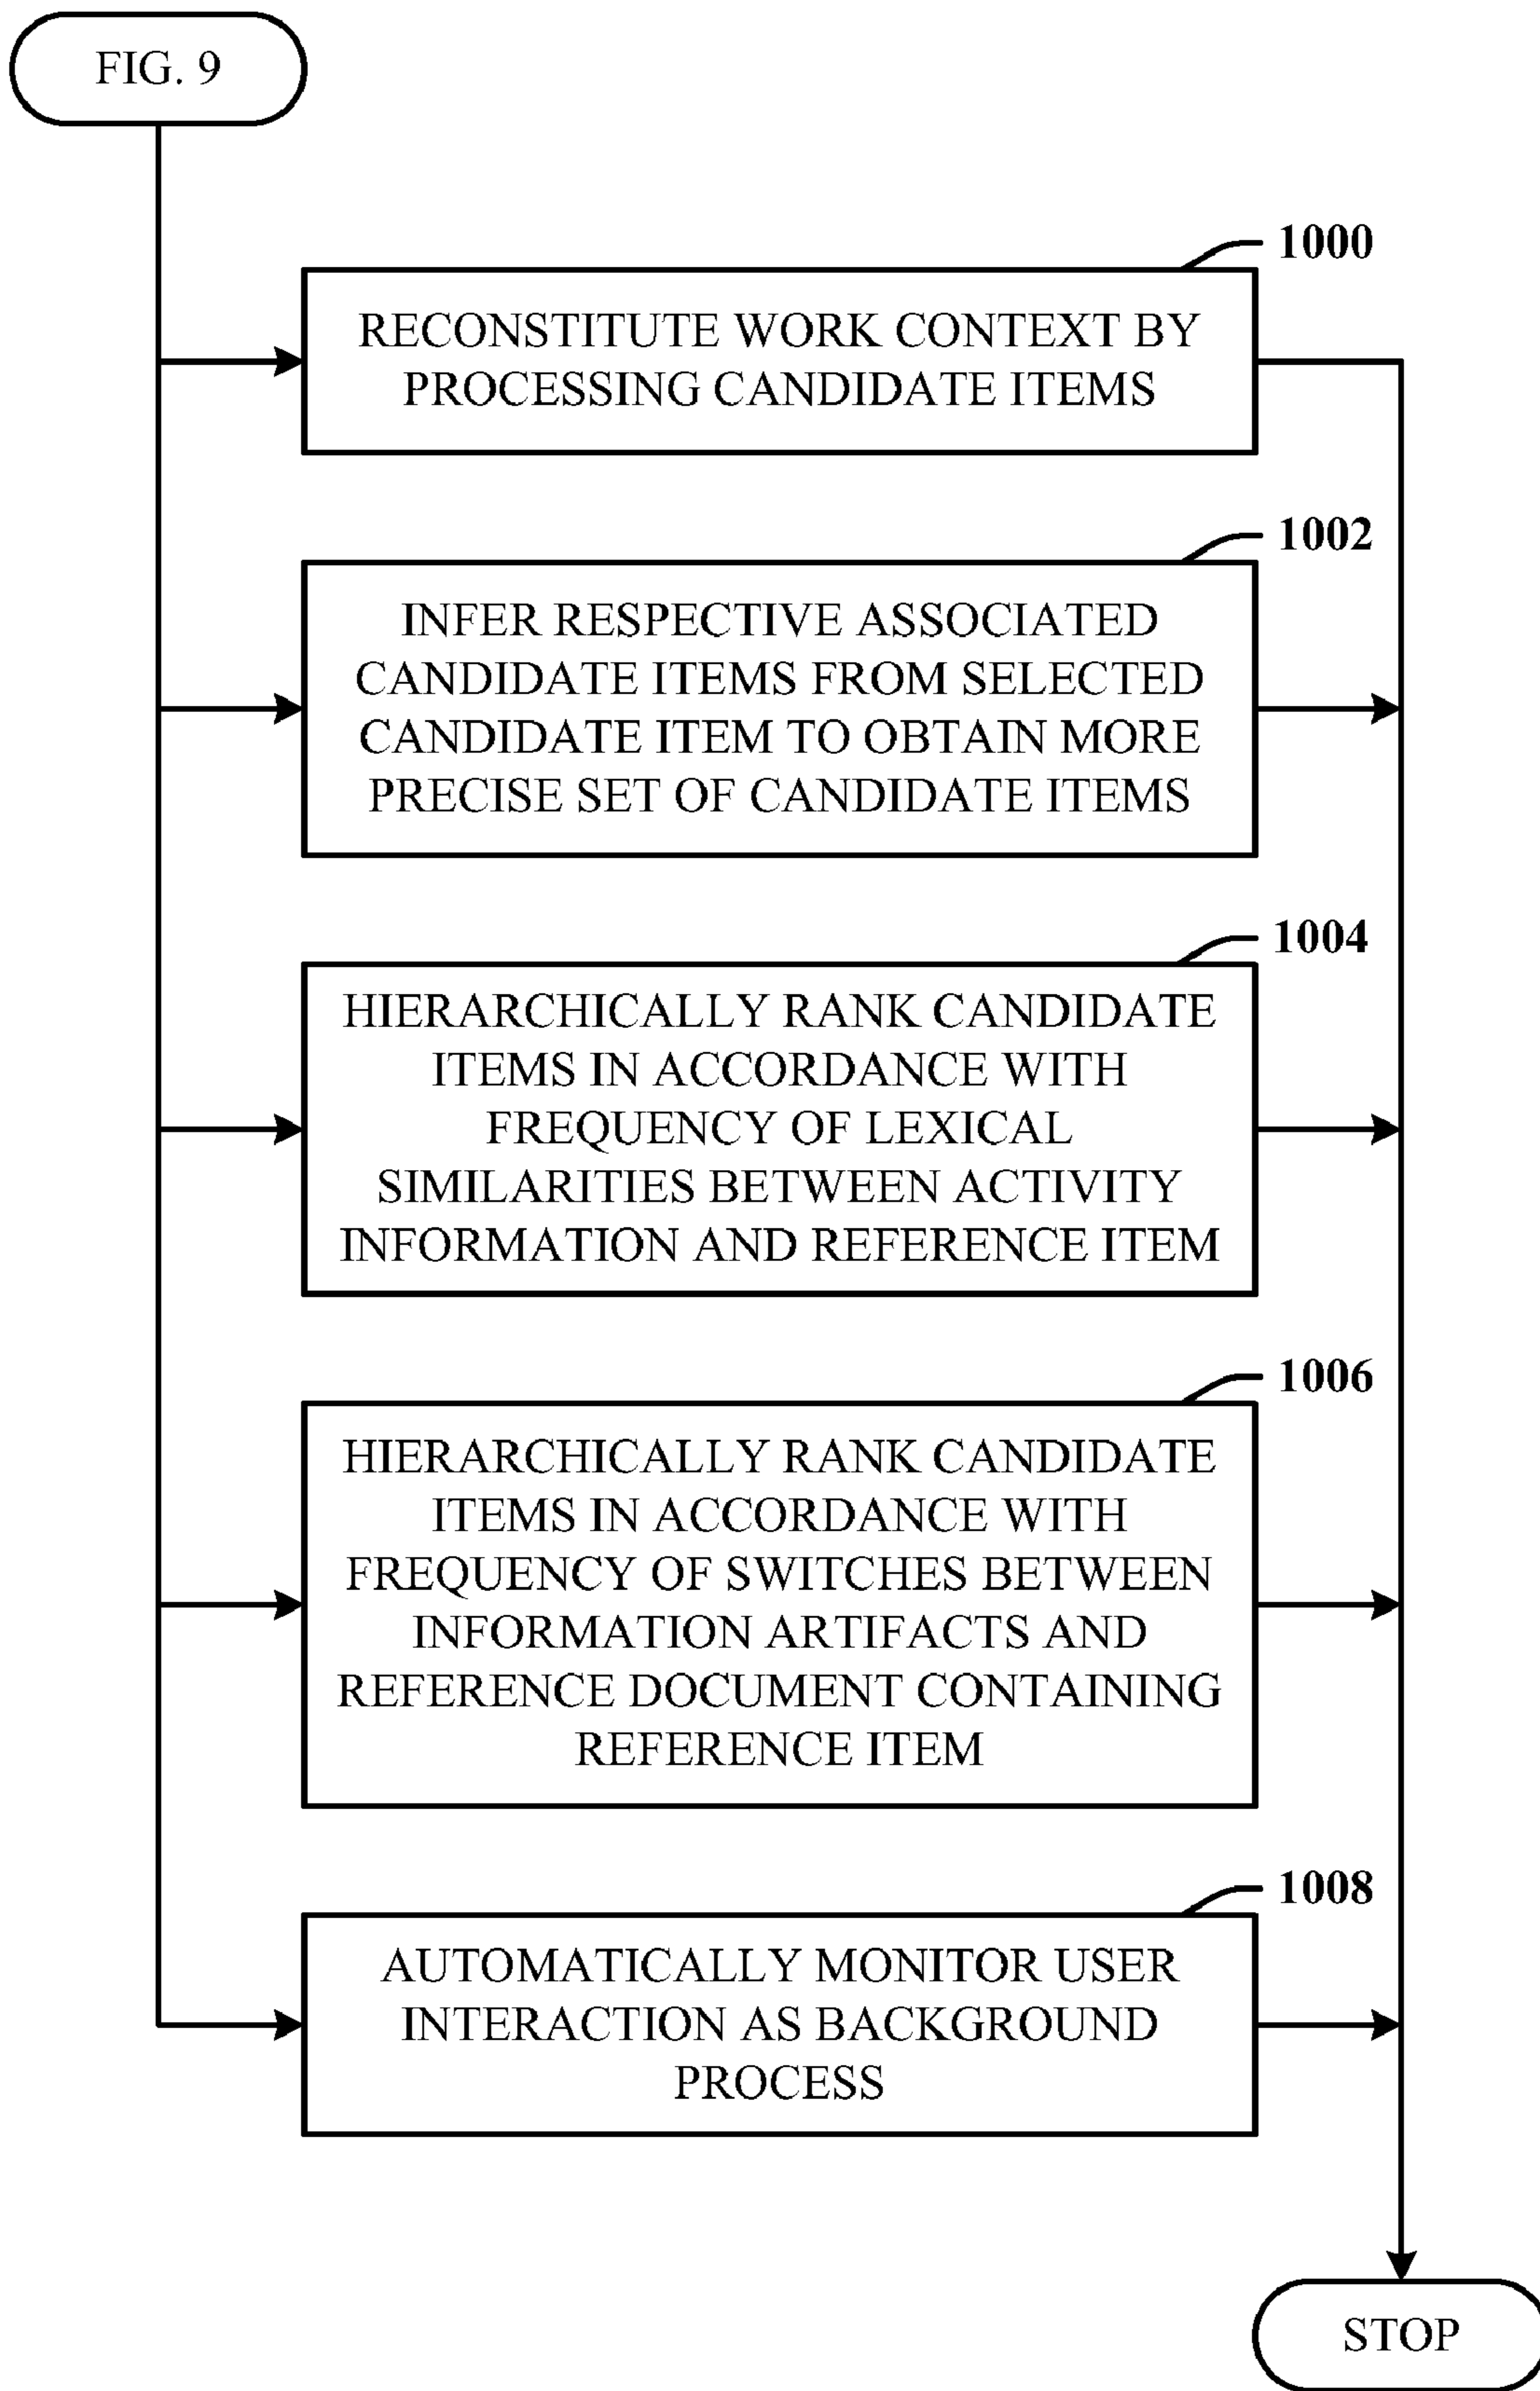 FIG. 9
1000
RECONSTITUTE WORK CONTEXT BY
PROCESSING CANDIDATE ITEMS
1002
INFER RESPECTIVE ASSOCIATED
CANDIDATE ITEMS FROM SELECTED
CANDIDATE ITEM TO OBTAIN MORE
PRECISE SET OF CANDIDATE ITEMS
1004
HIERARCHICALLY RANK CANDIDATE
ITEMS IN ACCORDANCE WITH
FREQUENCY OF LEXICAL
SIMILARITIES BETWEEN ACTIVITY
INFORMATION AND REFERENCE ITEM
1006
HIERARCHICALLY RANK CANDIDATE
ITEMS IN ACCORDANCE WITH
FREQUENCY OF SWITCHES BETWEEN
INFORMATION ARTIFACTS AND
REFERENCE DOCUMENT CONTAINING
REFERENCE ITEM
1008
AUTOMATICALLY MONITOR USER
INTERACTION AS BACKGROUND
PROCESS
STOP